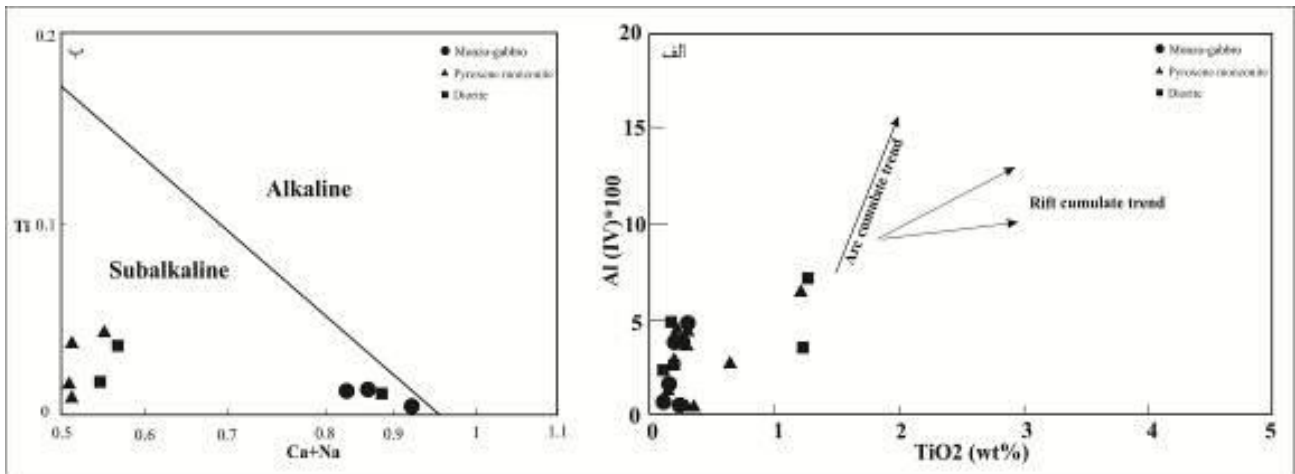 ب
0.2
0.1
0
Ti
Monzo-gabbro
Pyroxene monzonite
Diorite
Alkaline
Subalkaline
0.5 0.6 0.7 0.8 0.9 1 1.1
Ca+Na
الف
20
15
10
5
0
Al (IV)*100
Monzo-gabbro
Pyroxene monzonite
Diorite
Arc cumulate trend
Rift cumulate trend
0 1 2 3 4 5
TiO2 (wt%)